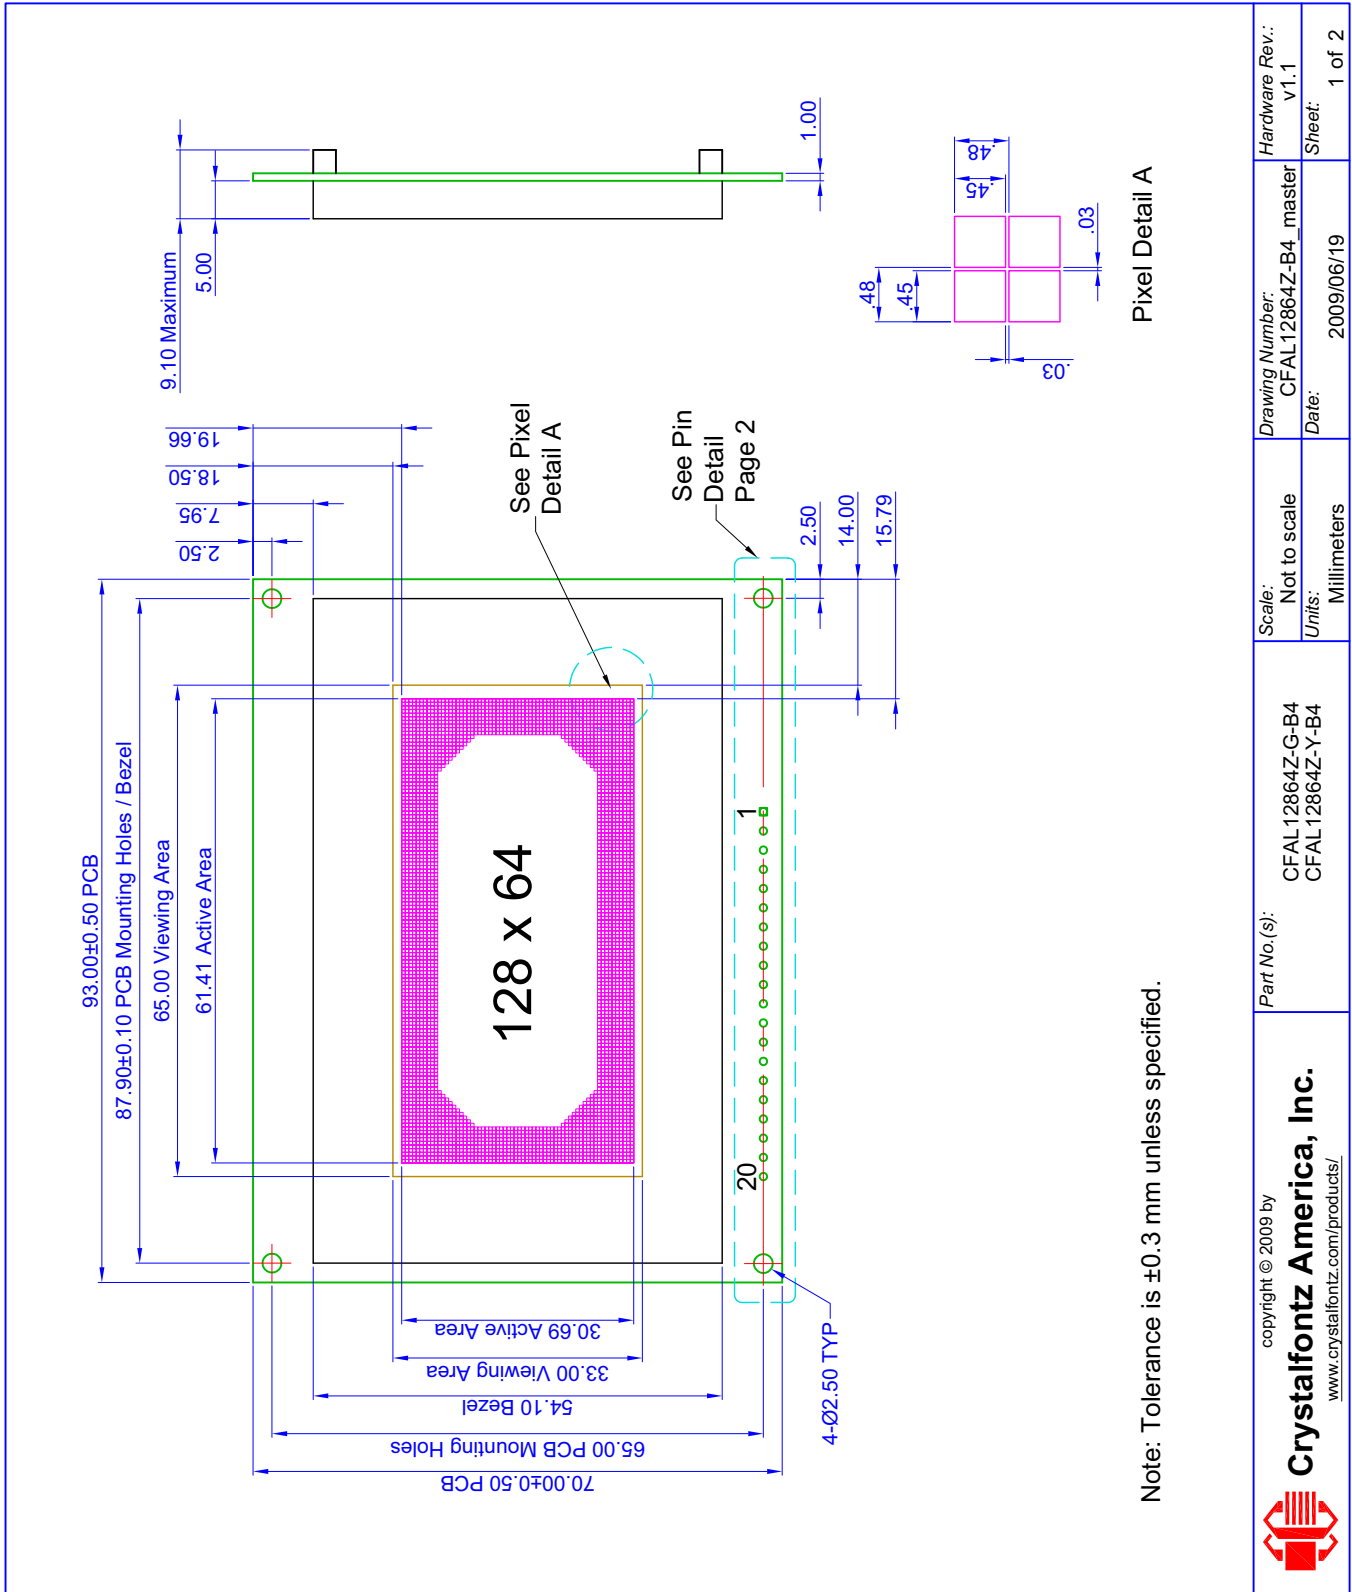 93.00±0.50 PCB
87.90±0.10 PCB Mounting Holes / Bezel
65.00 Viewing Area
61.41 Active Area
2.50
7.95
18.50
19.66
70.00±0.50 PCB
65.00 PCB Mounting Holes
54.10 Bezel
33.00 Viewing Area
30.69 Active Area
128 x 64
20
1
4-Ø2.50 TYP
See Pixel
Detail A
See Pin
Detail
Page 2
2.50
14.00
15.79
9.10 Maximum
5.00
1.00
.48
.45
.03
.45
.48
.03
Pixel Detail A
Note: Tolerance is ±0.3 mm unless specified.
copyright © 2009 by
Crystalfontz America, Inc.
www.crystalfontz.com/products/
Part No.(s):
CFAL12864Z-G-B4
CFAL12864Z-Y-B4
Scale:
Not to scale
Units:
Millimeters
Drawing Number:
CFAL12864Z-B4_master
Date:
2009/06/19
Hardware Rev.:
v1.1
Sheet:
1 of 2